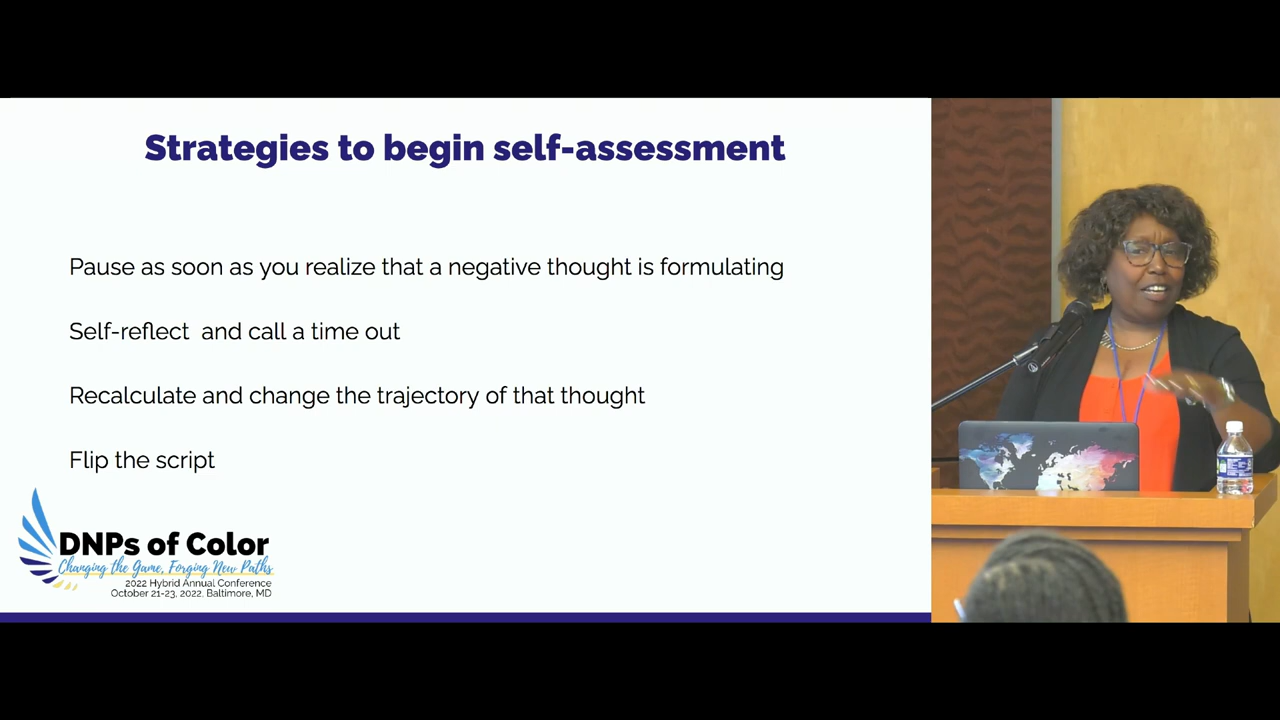 Strategies to begin self-assessment
Pause as soon as you realize that a negative thought is formulating
Self-reflect  and call a time out
Recalculate and change the trajectory of that thought
Flip the script
DNPs of Color
Changing the Game, Forging New Paths
2022 Hybrid Annual Conference
October 21-23, 2022, Baltimore, MD